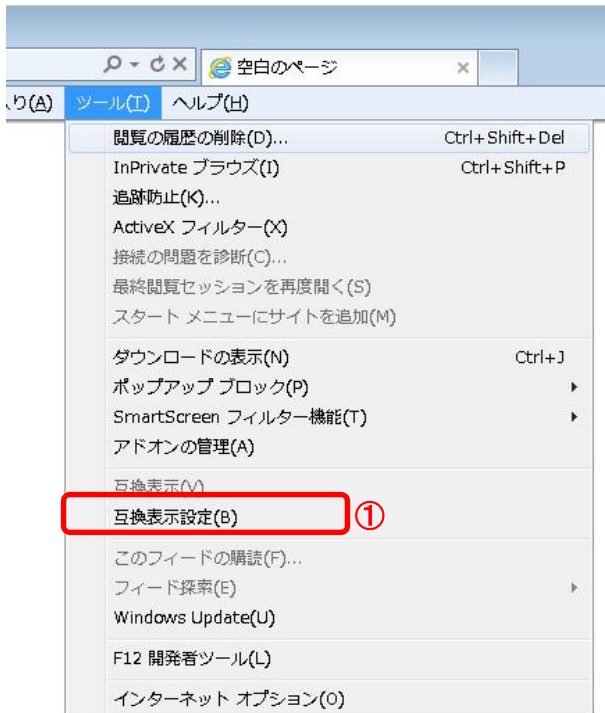 空白のページ
り(A) ツール(T) ヘルプ(H)
閲覧の履歴の削除(D)... Ctrl+Shift+Del
InPrivate ブラウズ(I) Ctrl+Shift+P
追跡防止(K)...
ActiveX フィルター(X)
接続の問題を診断(C)...
最終閲覧セッションを再度開く(S)
スタート メニューにサイトを追加(M)
ダウンロードの表示(N) Ctrl+J
ポップアップ ブロック(P)
SmartScreen フィルター機能(T)
アドオンの管理(A)
互換表示(V)
互換表示設定(B) ①
このフィードの購読(F)...
フィード探索(E)
Windows Update(U)
F12 開発者ツール(L)
インターネット オプション(O)